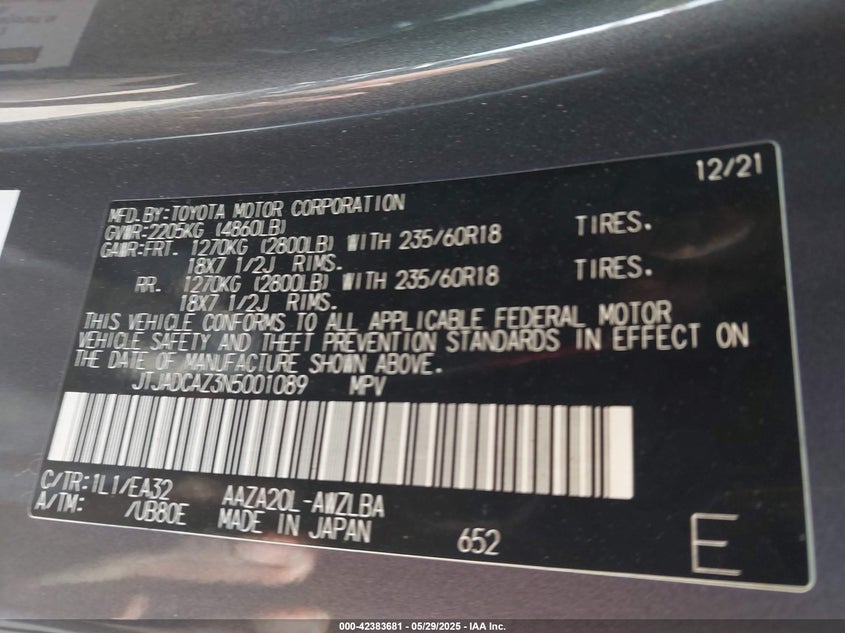 12/21
MFD. BY: TOYOTA MOTOR CORPORATION
GVWR-2205KG (4860LB)
GAWR:FRT. 1270KG (2800LB) WITH 235/60R18 TIRES.
18X7 1/2J RIMS.
RR. 1270KG (2800LB) WITH 235/60R18 TIRES.
18X7 1/2J RIMS.
THIS VEHICLE CONFORMS TO ALL APPLICABLE FEDERAL MOTOR
VEHICLE SAFETY AND THEFT PREVENTION STANDARDS IN EFFECT ON
THE DATE OF MANUFACTURE SHOWN ABOVE.
JTJADCAZ3N5001089 MPV
C/TR:1L1/EA32 AAZA20L-AWZLBA
A/TM: /UB80E MADE IN JAPAN 652 E
000-42383681 - 05/29/2025 - IAA Inc.